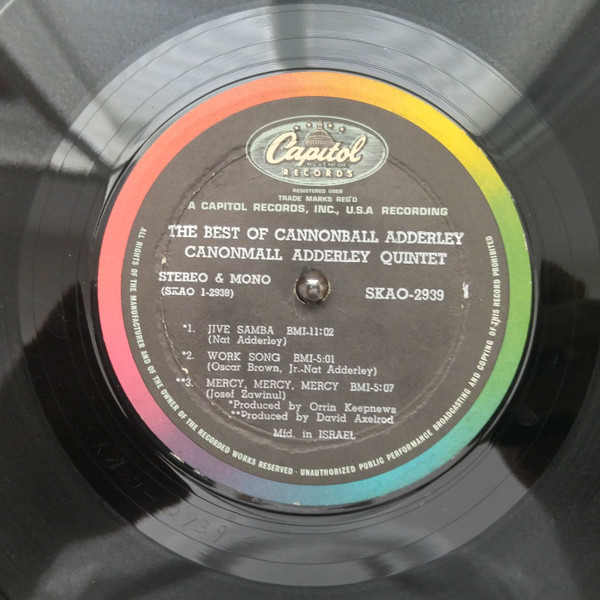 Capitol
RECORDS
REGISTERED USER
TRADE MARKS REG'D
A CAPITOL RECORDS, INC., U.S.A RECORDING
THE BEST OF CANNONBALL ADDERLEY
CANONMALL ADDERLEY QUINTET
STEREO & MONO
(SKAO 1-2939)
SKAO-2939 1
*1. JIVE SAMBA BMI-11:02
(Nat Adderley)
*2. WORK SONG BMI-5:01
(Oscar Brown, Jr.-Nat Adderley)
**3. MERCY, MERCY, MERCY BMI-5:07
(Josef Zawinul)
*Produced by Orrin Keepnews
**Produced by David Axelrod
Mfd. in ISRAEL
ALL RIGHTS OF THE MANUFACTURER AND OF THE OWNER OF THE RECORDED WORKS RESERVED - UNAUTHORIZED PUBLIC PERFORMANCE BROADCASTING AND COPYING OF THIS RECORD PROHIBITED